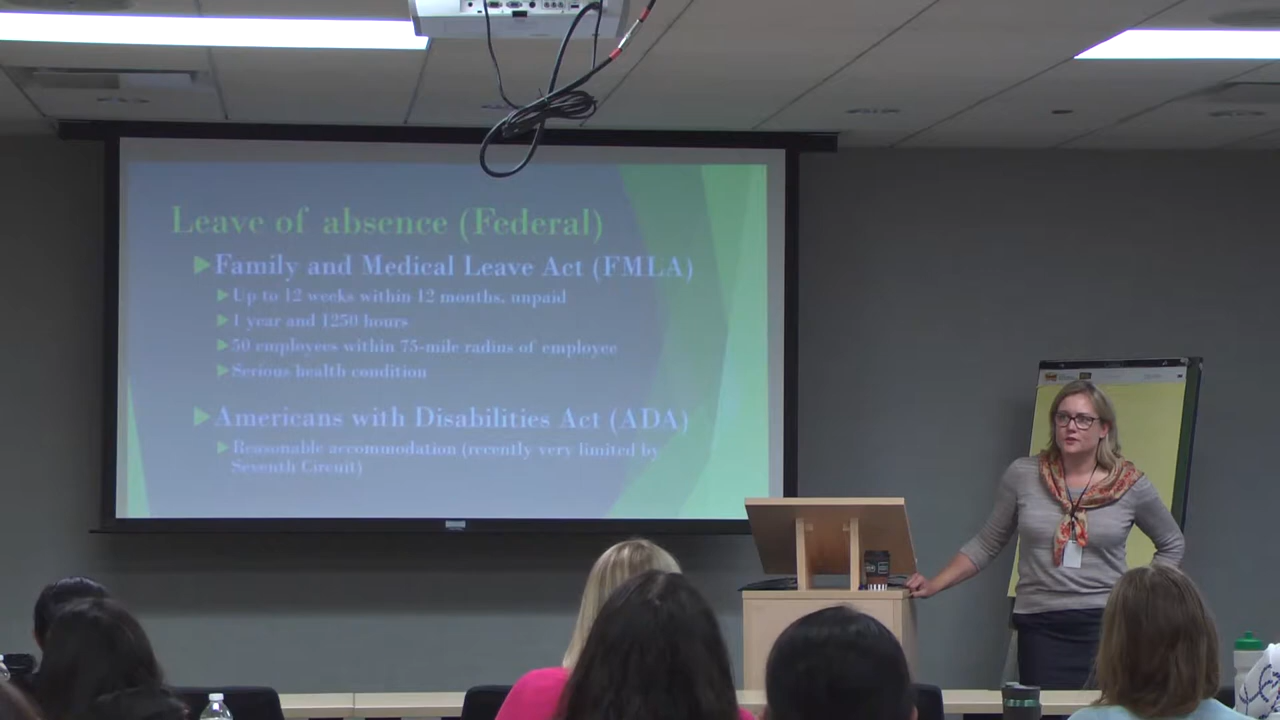 Leave of absence (Federal)
Family and Medical Leave Act (FMLA)
Up to 12 weeks within 12 months, unpaid
1 year and 1250 hours
50 employees within 75-mile radius of employee
Serious health condition
Americans with Disabilities Act (ADA)
Reasonable accomodation (recently very limited by
Seventh Circuit)